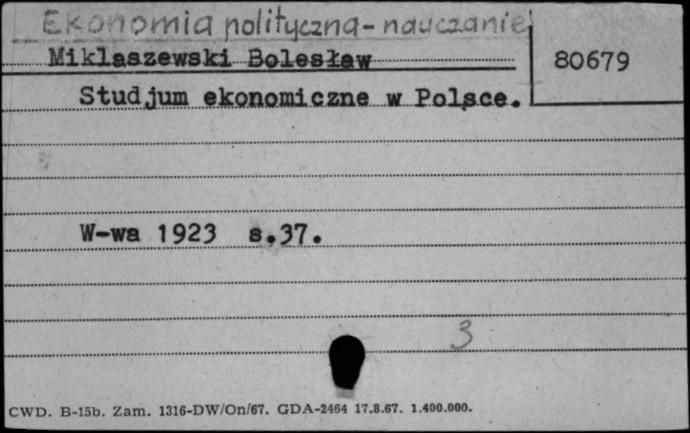 Ekonomia polityczna - nauczanie
Miklaszewski Bolesław
80679
Studjum ekonomiczne w Polsce.
W-wa 1923 s.37.
3
CWD. B-15b. Zam. 1316-DW/On/67. GDA-2464 17.8.67. 1.400.000.